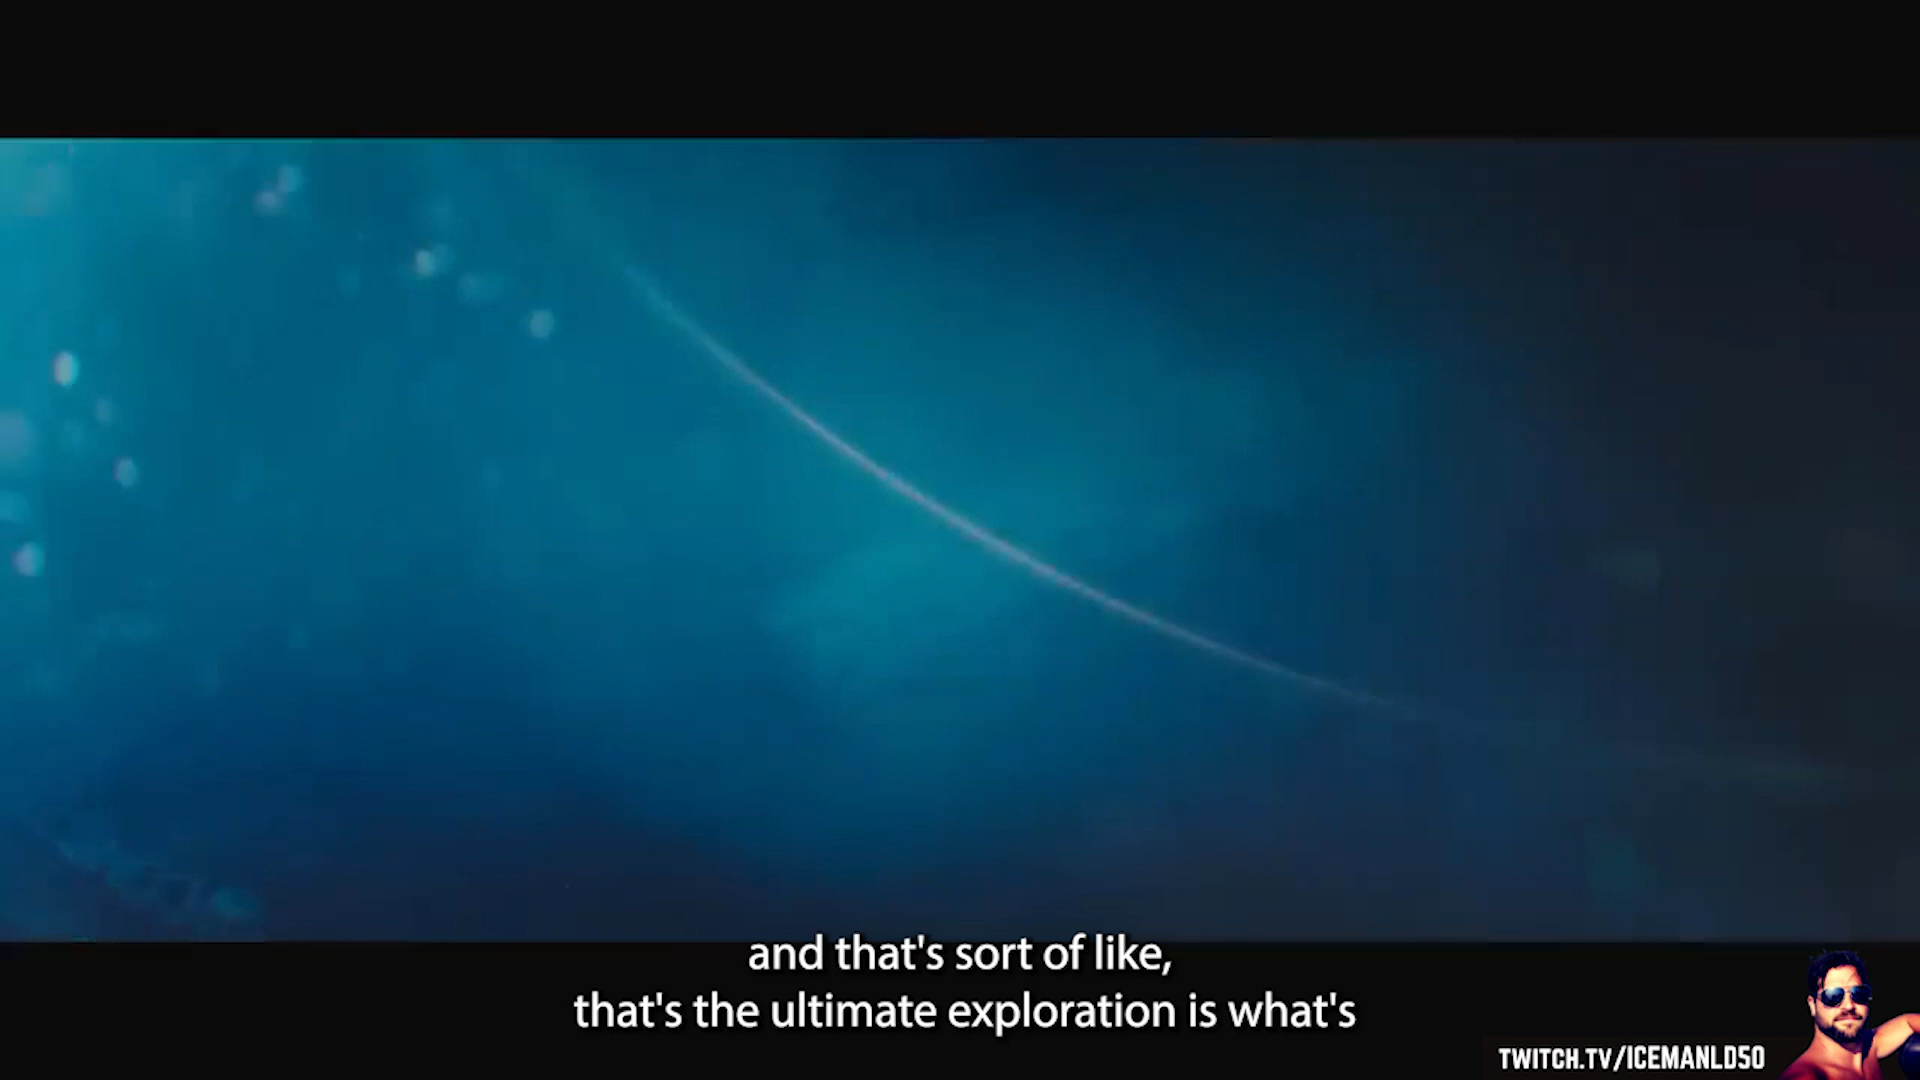 and that's sort of like,
that's the ultimate exploration is what's
TWITCH.TV/ICEMANLD50